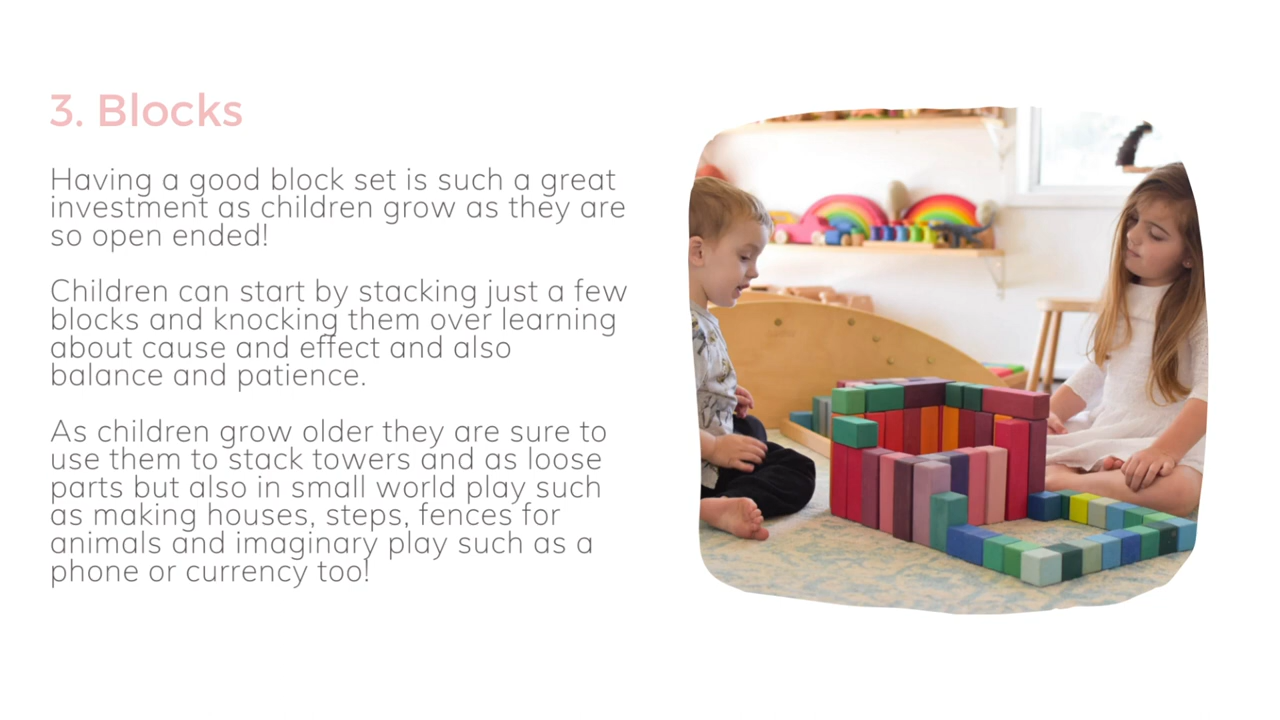 3. Blocks
Having a good block set is such a great
investment as children grow as they are
so open ended!
Children can start by stacking just a few
blocks and knocking them over learning
about cause and effect and also
balance and patience.
As children grow older they are sure to
use them to stack towers and as loose
parts but also in small world play such
as making houses, steps, fences for
animals and imaginary play such as a
phone or currency too!